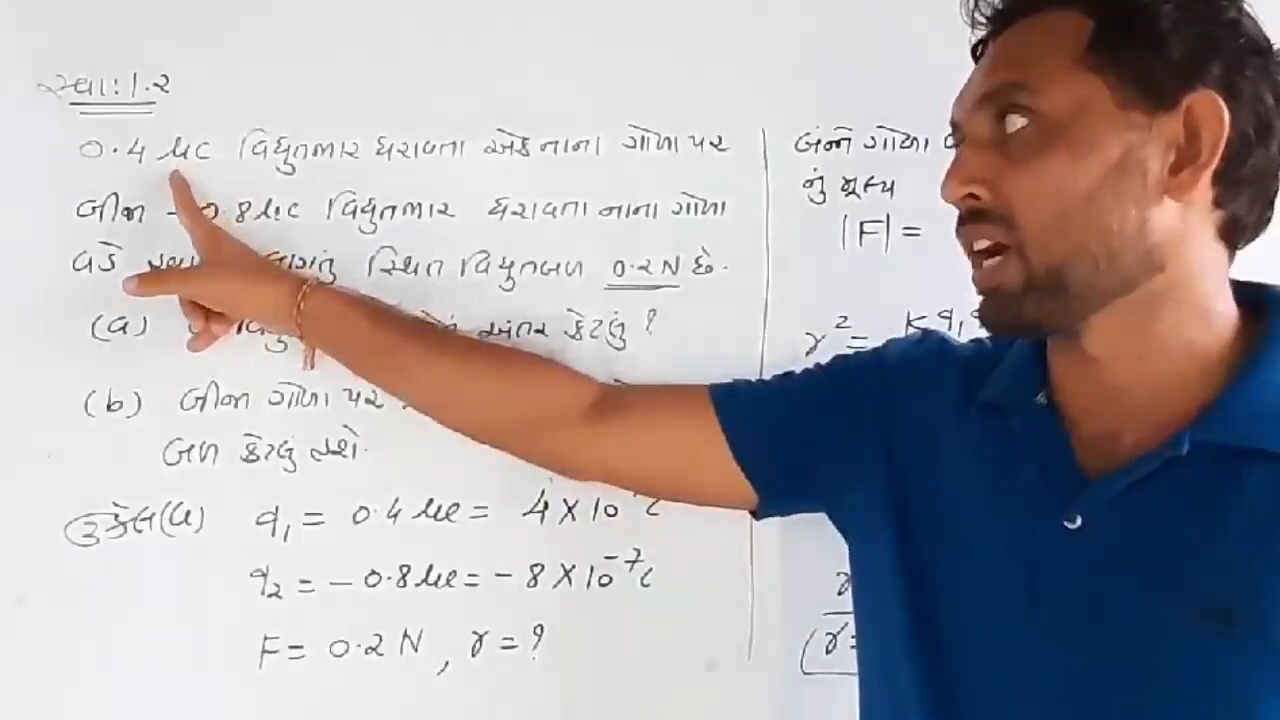 સ્વા: 1.2
0.4 μC વિધુતભાર ધરાવતા એક નાના ગોળા પર
બીજા - 0.8 μC વિધુતભાર ધરાવતા નાના ગોળા
વડે લાગતું સ્થિત વિધુતબળ 0.2 N છે.
(a) અંતર કેટલું ?
(b) બીજા ગોળા પર
બળ કેટલું હશે.
ઉકેલ (a) q₁ = 0.4 μC = 4 × 10 C
q₂ = - 0.8 μC = - 8 × 10⁻⁷ C
F = 0.2 N , r = ?
બંને ગોળા
નું મૂલ્ય
|F| =
r² = K q₁
r
r =